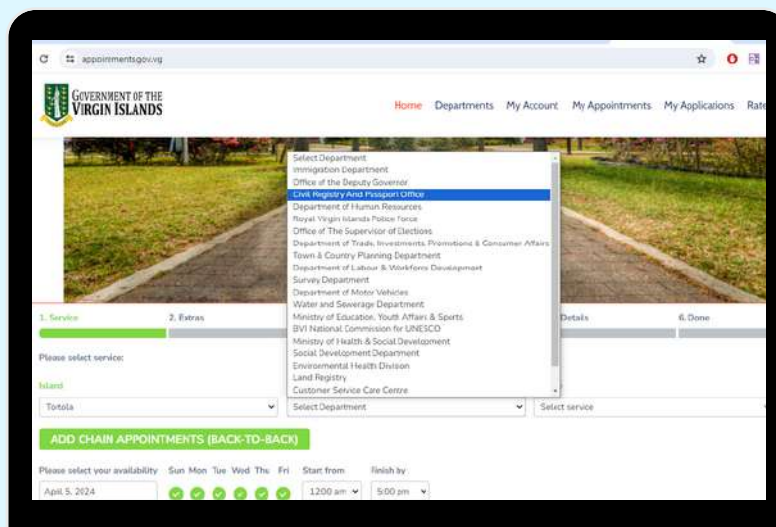 appointments.gov.vg
GOVERNMENT OF THE
VIRGIN ISLANDS
Home Departments My Account My Appointments My Applications Rate
Select Department
Immigration Department
Office of the Deputy Governor
Civil Registry And Passport Office
Department of Human Resources
Royal Virgin Islands Police Force
Office of The Supervisor of Elections
Department of Trade, Investments, Promotions & Consumer Affairs
Town & Country Planning Department
Department of Labour & Workforce Development
Survey Department
Department of Motor Vehicles
Water and Sewerage Department
Ministry of Education, Youth Affairs & Sports
BVI National Commission for UNESCO
Ministry of Health & Social Development
Social Development Department
Environmental Health Divison
Land Registry
Customer Service Care Centre
1. Service 2. Extras Details 6. Done
Please select service:
Island
Tortola Select Department Select service
ADD CHAIN APPOINTMENTS (BACK-TO-BACK)
Please select your availability Sun Mon Tue Wed Thu Fri Start from Finish by
April 5, 2024 12:00 am 5:00 pm